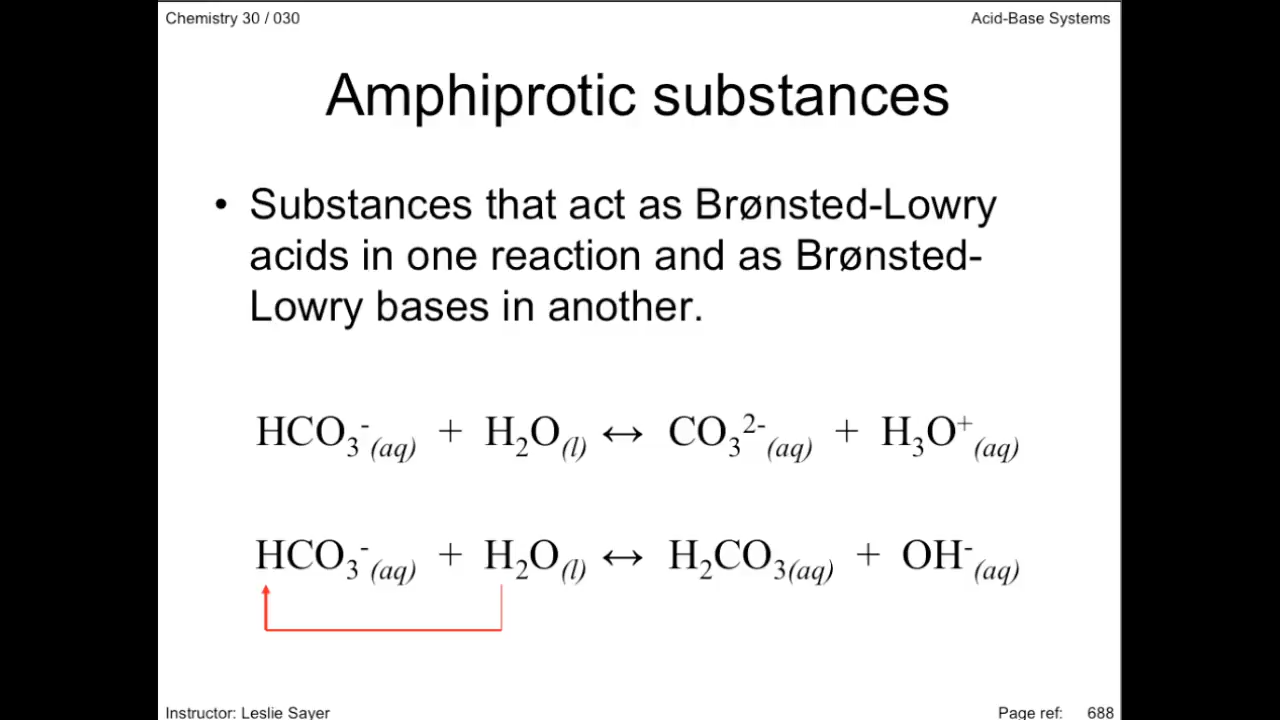 Chemistry 30 / 030
Acid-Base Systems
Amphiprotic substances
• Substances that act as Brønsted-Lowry
acids in one reaction and as Brønsted-
Lowry bases in another.
HCO₃⁻(aq) + H₂O(l) ↔ CO₃²⁻(aq) + H₃O⁺(aq)
HCO₃⁻(aq) + H₂O(l) ↔ H₂CO₃(aq) + OH⁻(aq)
Instructor: Leslie Sayer
Page ref: 688